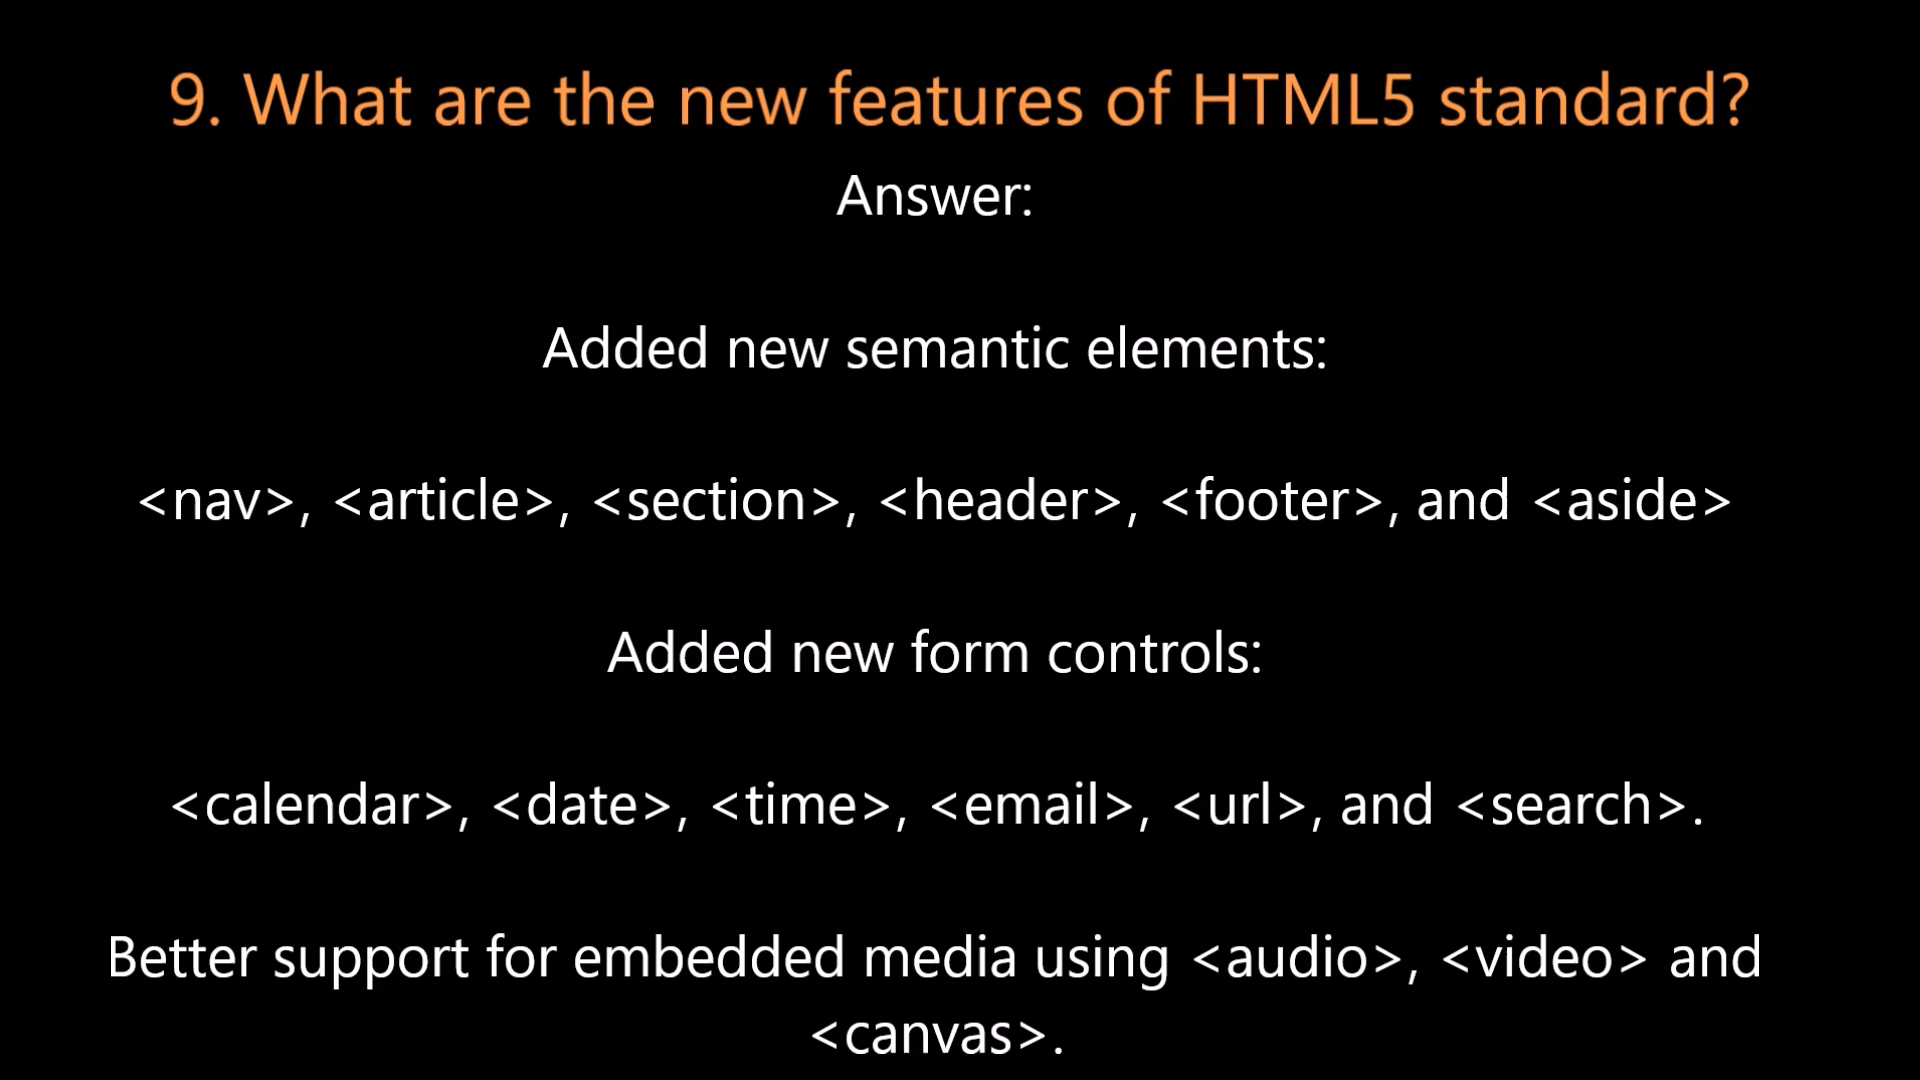 9. What are the new features of HTML5 standard?
Answer:
Added new semantic elements:
<nav>, <article>, <section>, <header>, <footer>, and <aside>
Added new form controls:
<calendar>, <date>, <time>, <email>, <url>, and <search>.
Better support for embedded media using <audio>, <video> and
<canvas>.